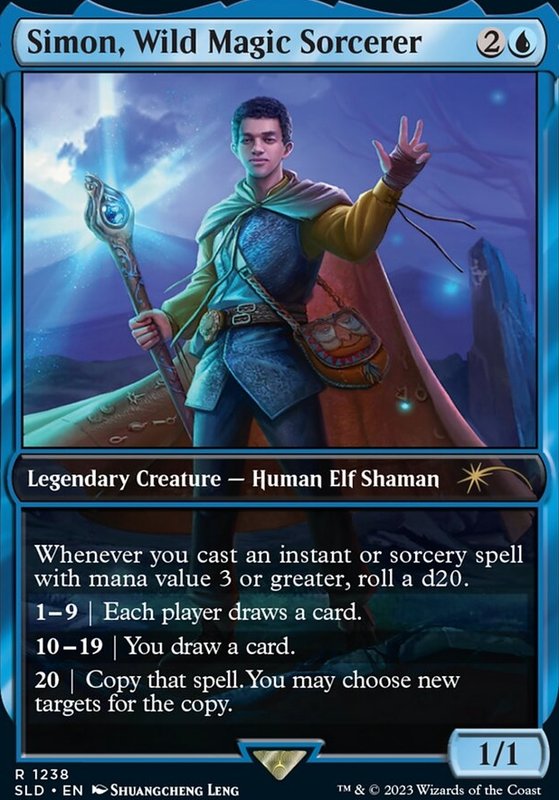 Simon, Wild Magic Sorcerer 2
Legendary Creature — Human Elf Shaman
Whenever you cast an instant or sorcery spell
with mana value 3 or greater, roll a d20.
1–9 | Each player draws a card.
10–19 | You draw a card.
20 | Copy that spell. You may choose new
targets for the copy.
1/1
R 1238
SLD • EN Shuangcheng Leng ™ & © 2023 Wizards of the Coast